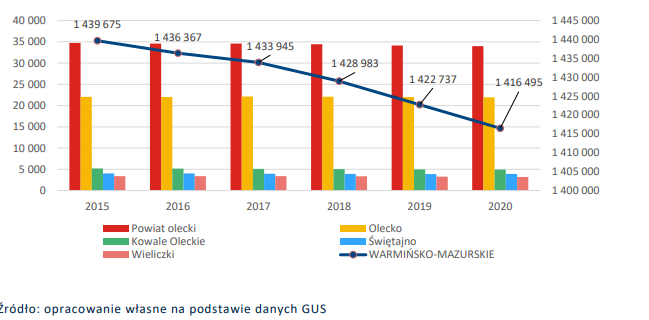 40 000
35 000
30 000
25 000
20 000
15 000
10 000
5 000
0
1 439 675
1 436 367
1 433 945
1 428 983
1 422 737
1 416 495
1 445 000
1 440 000
1 435 000
1 430 000
1 425 000
1 420 000
1 415 000
1 410 000
1 405 000
1 400 000
2015 2016 2017 2018 2019 2020
Powiat olecki Olecko
Kowale Oleckie Świętajno
Wieliczki WARMIŃSKO-MAZURSKIE
Źródło: opracowanie własne na podstawie danych GUS